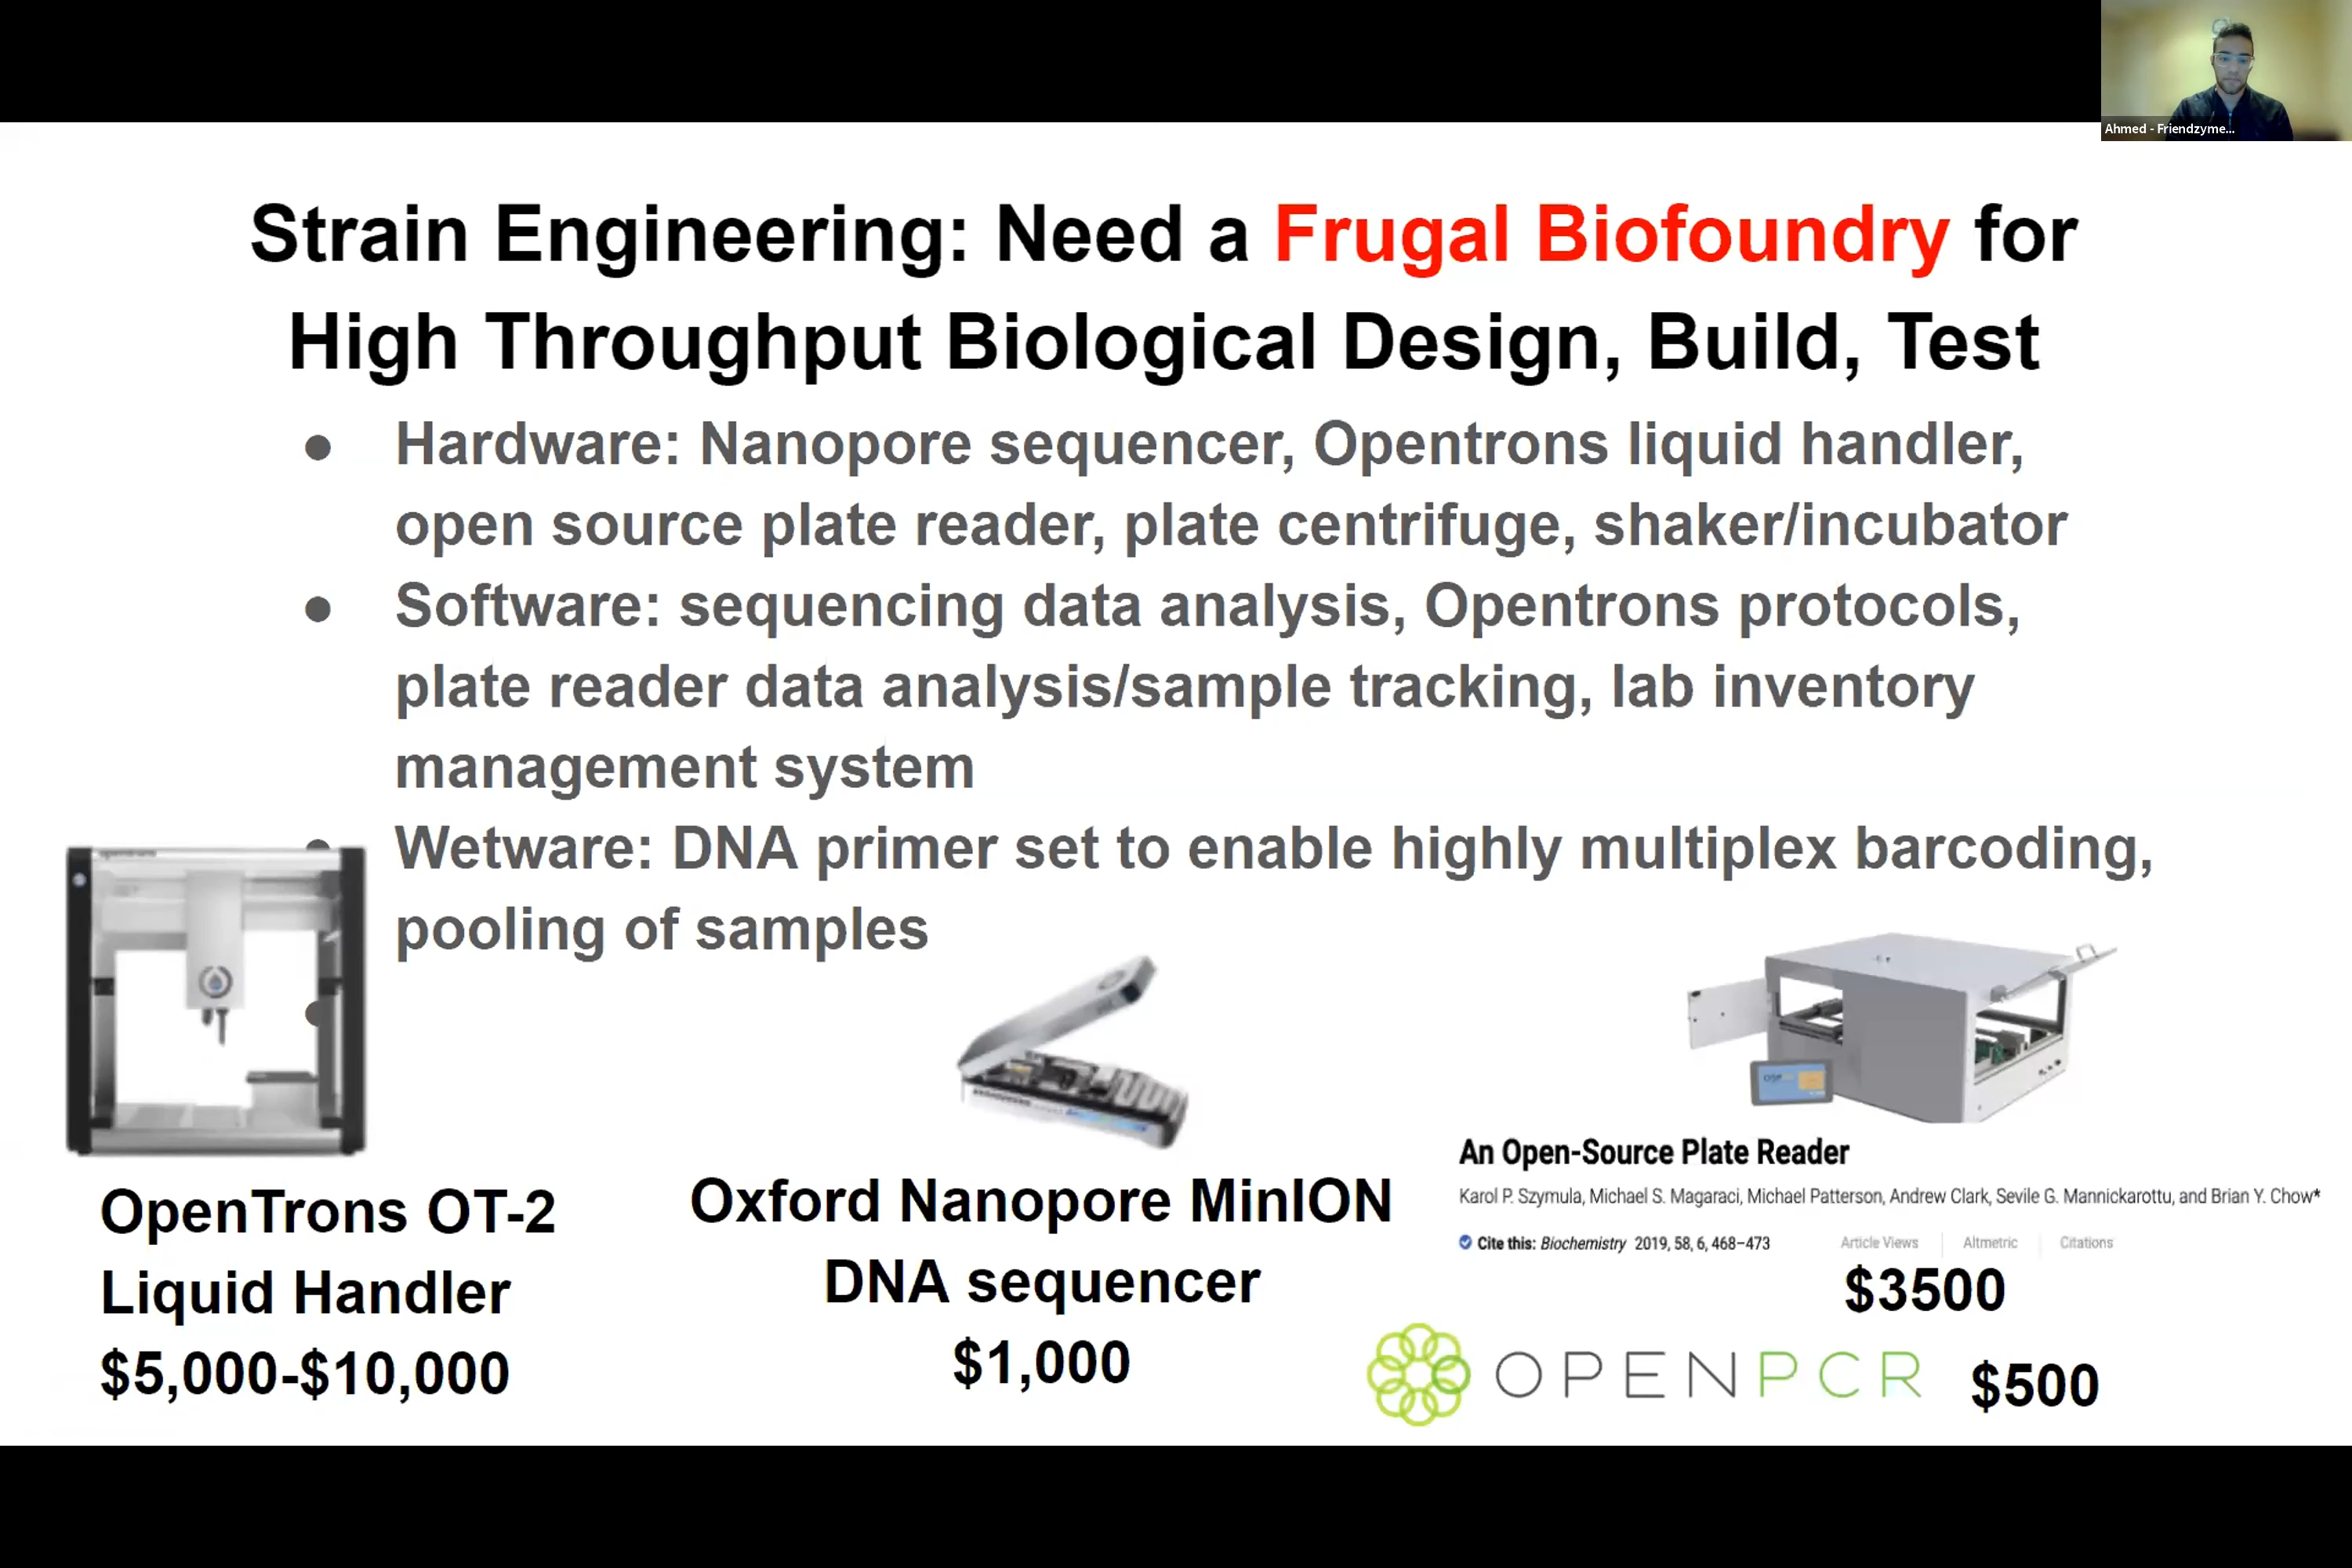 Ahmed - Friendzyme...
Strain Engineering: Need a Frugal Biofoundry for
High Throughput Biological Design, Build, Test
● Hardware: Nanopore sequencer, Opentrons liquid handler,
open source plate reader, plate centrifuge, shaker/incubator
● Software: sequencing data analysis, Opentrons protocols,
plate reader data analysis/sample tracking, lab inventory
management system
● Wetware: DNA primer set to enable highly multiplex barcoding,
pooling of samples
OpenTrons OT-2
Liquid Handler
$5,000-$10,000
Oxford Nanopore MinION
DNA sequencer
$1,000
An Open-Source Plate Reader
Karol P. Szymula, Michael S. Magaraci, Michael Patterson, Andrew Clark, Sevile G. Mannickarottu, and Brian Y. Chow*
Cite this: Biochemistry 2019, 58, 6, 468–473
Article Views Altmetric Citations
$3500
OPENPCR
$500